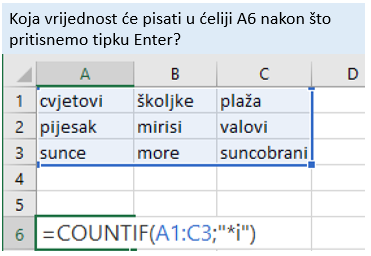 Koja vrijednost će pisati u ćeliji A6 nakon što
pritisnemo tipku Enter?
A B C D
1 cvjetovi školjke plaža
2 pijesak mirisi valovi
3 sunce more suncobrani
4
5
6 =COUNTIF(A1:C3;"*i")